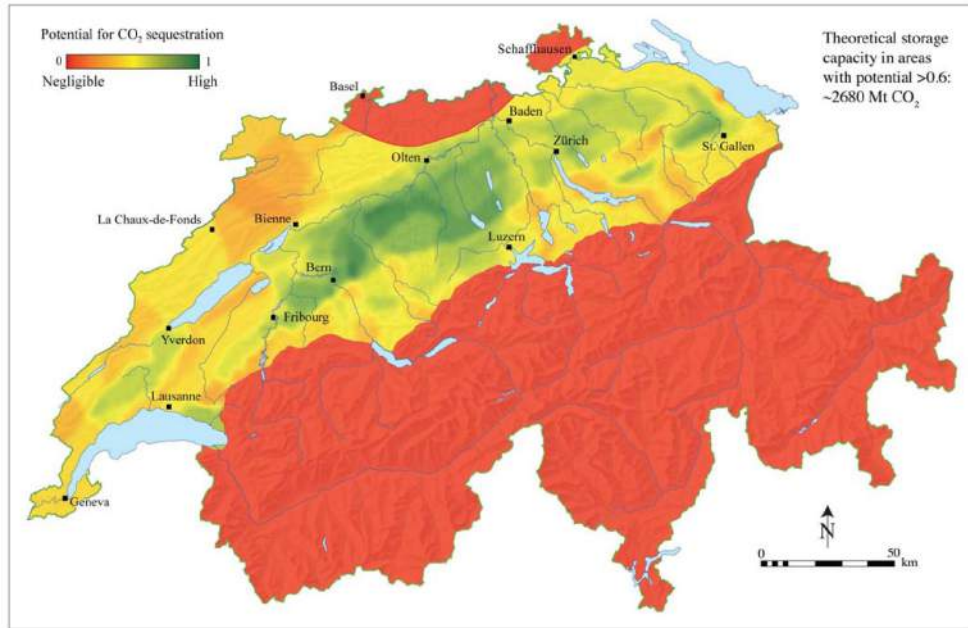 Potential for CO₂ sequestration
0 1
Negligible High
Theoretical storage
capacity in areas
with potential >0.6:
~2680 Mt CO₂
Schaffhausen
Basel
Baden
Zürich
St. Gallen
Olten
La Chaux-de-Fonds
Bienne
Luzern
Bern
Fribourg
Yverdon
Lausanne
Geneva
N
0 50
km